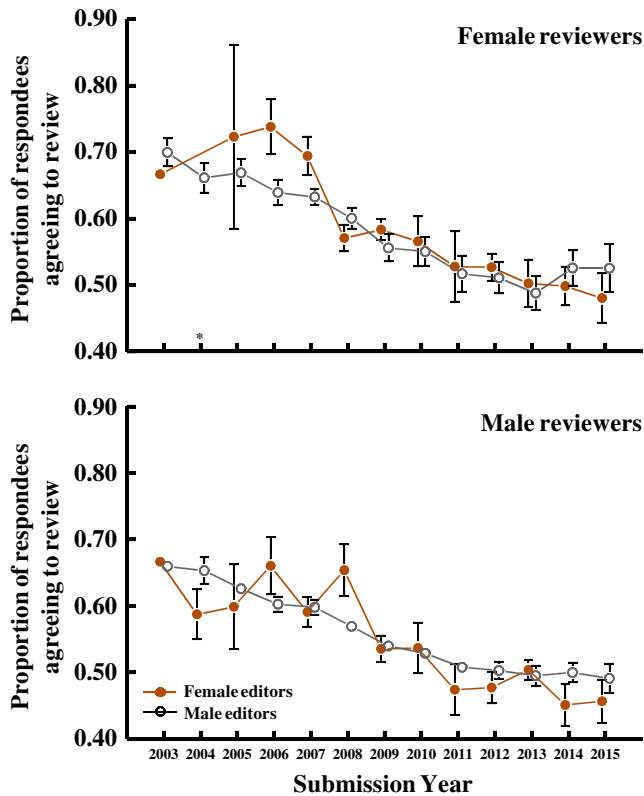 Female reviewers
Proportion of respondees
agreeing to review
0.90
0.80
0.70
0.60
0.50
0.40
*
Male reviewers
Proportion of respondees
agreeing to review
0.90
0.80
0.70
0.60
0.50
0.40
Female editors
Male editors
2003 2004 2005 2006 2007 2008 2009 2010 2011 2012 2013 2014 2015
Submission Year